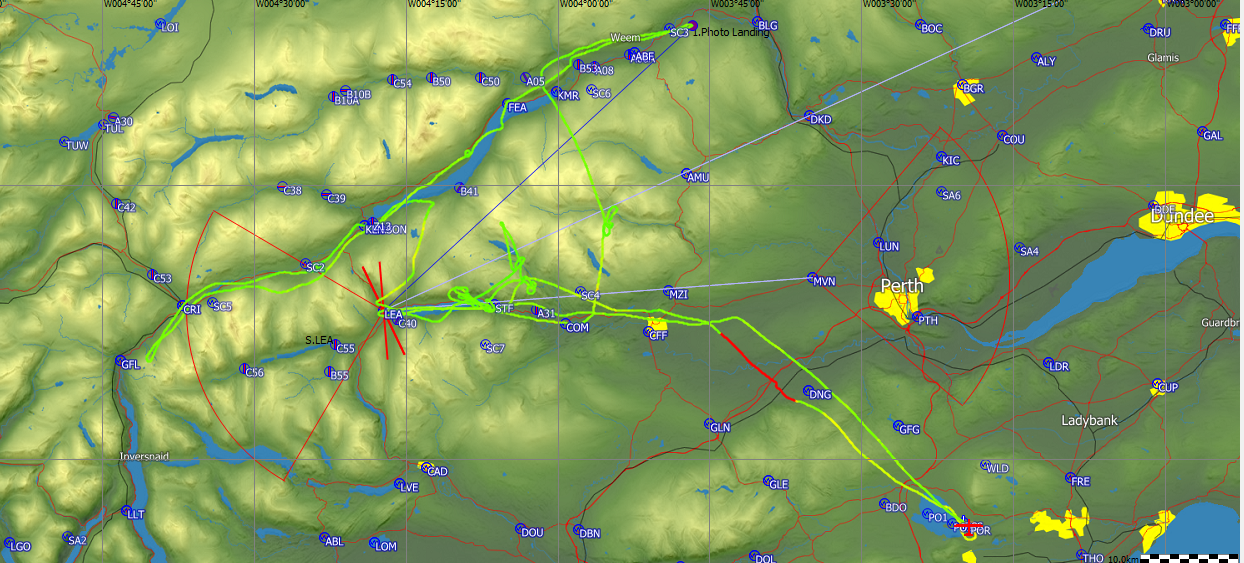 W004°45'00" W004°30'00" W004°15'00" W004°00'00" W003°45'00" W003°30'00" W003°15'00" W003°00'00"
LOI
Weem
SC3
1.Photo Landing
BLG
BOC
DRU
ALY
Glamis
C54
B50
C50
A05
B53
A08
ABF
B10B
B10A
FEA
KMR
SC6
BGR
A30
TUL
TUW
DKD
COU
GAL
KIC
AMU
C38
C39
B41
SA6
C42
DDE
Dundee
LUN
SA4
SC2
C53
MVN
Perth
CRI
SC5
LEA
C40
STF
A31
SC4
MZI
COM
CFF
PTH
Guardbr
S.LEA
C55
SC7
GFL
C56
B55
LDR
CUP
DNG
GLN
GFG
Ladybank
Inversnaid
CAD
LVE
GLE
WLD
FRE
BDO
PO1
POR
LLT
SA2
LGO
ABL
LOM
DOU
DBN
DOL
THO
10.0km